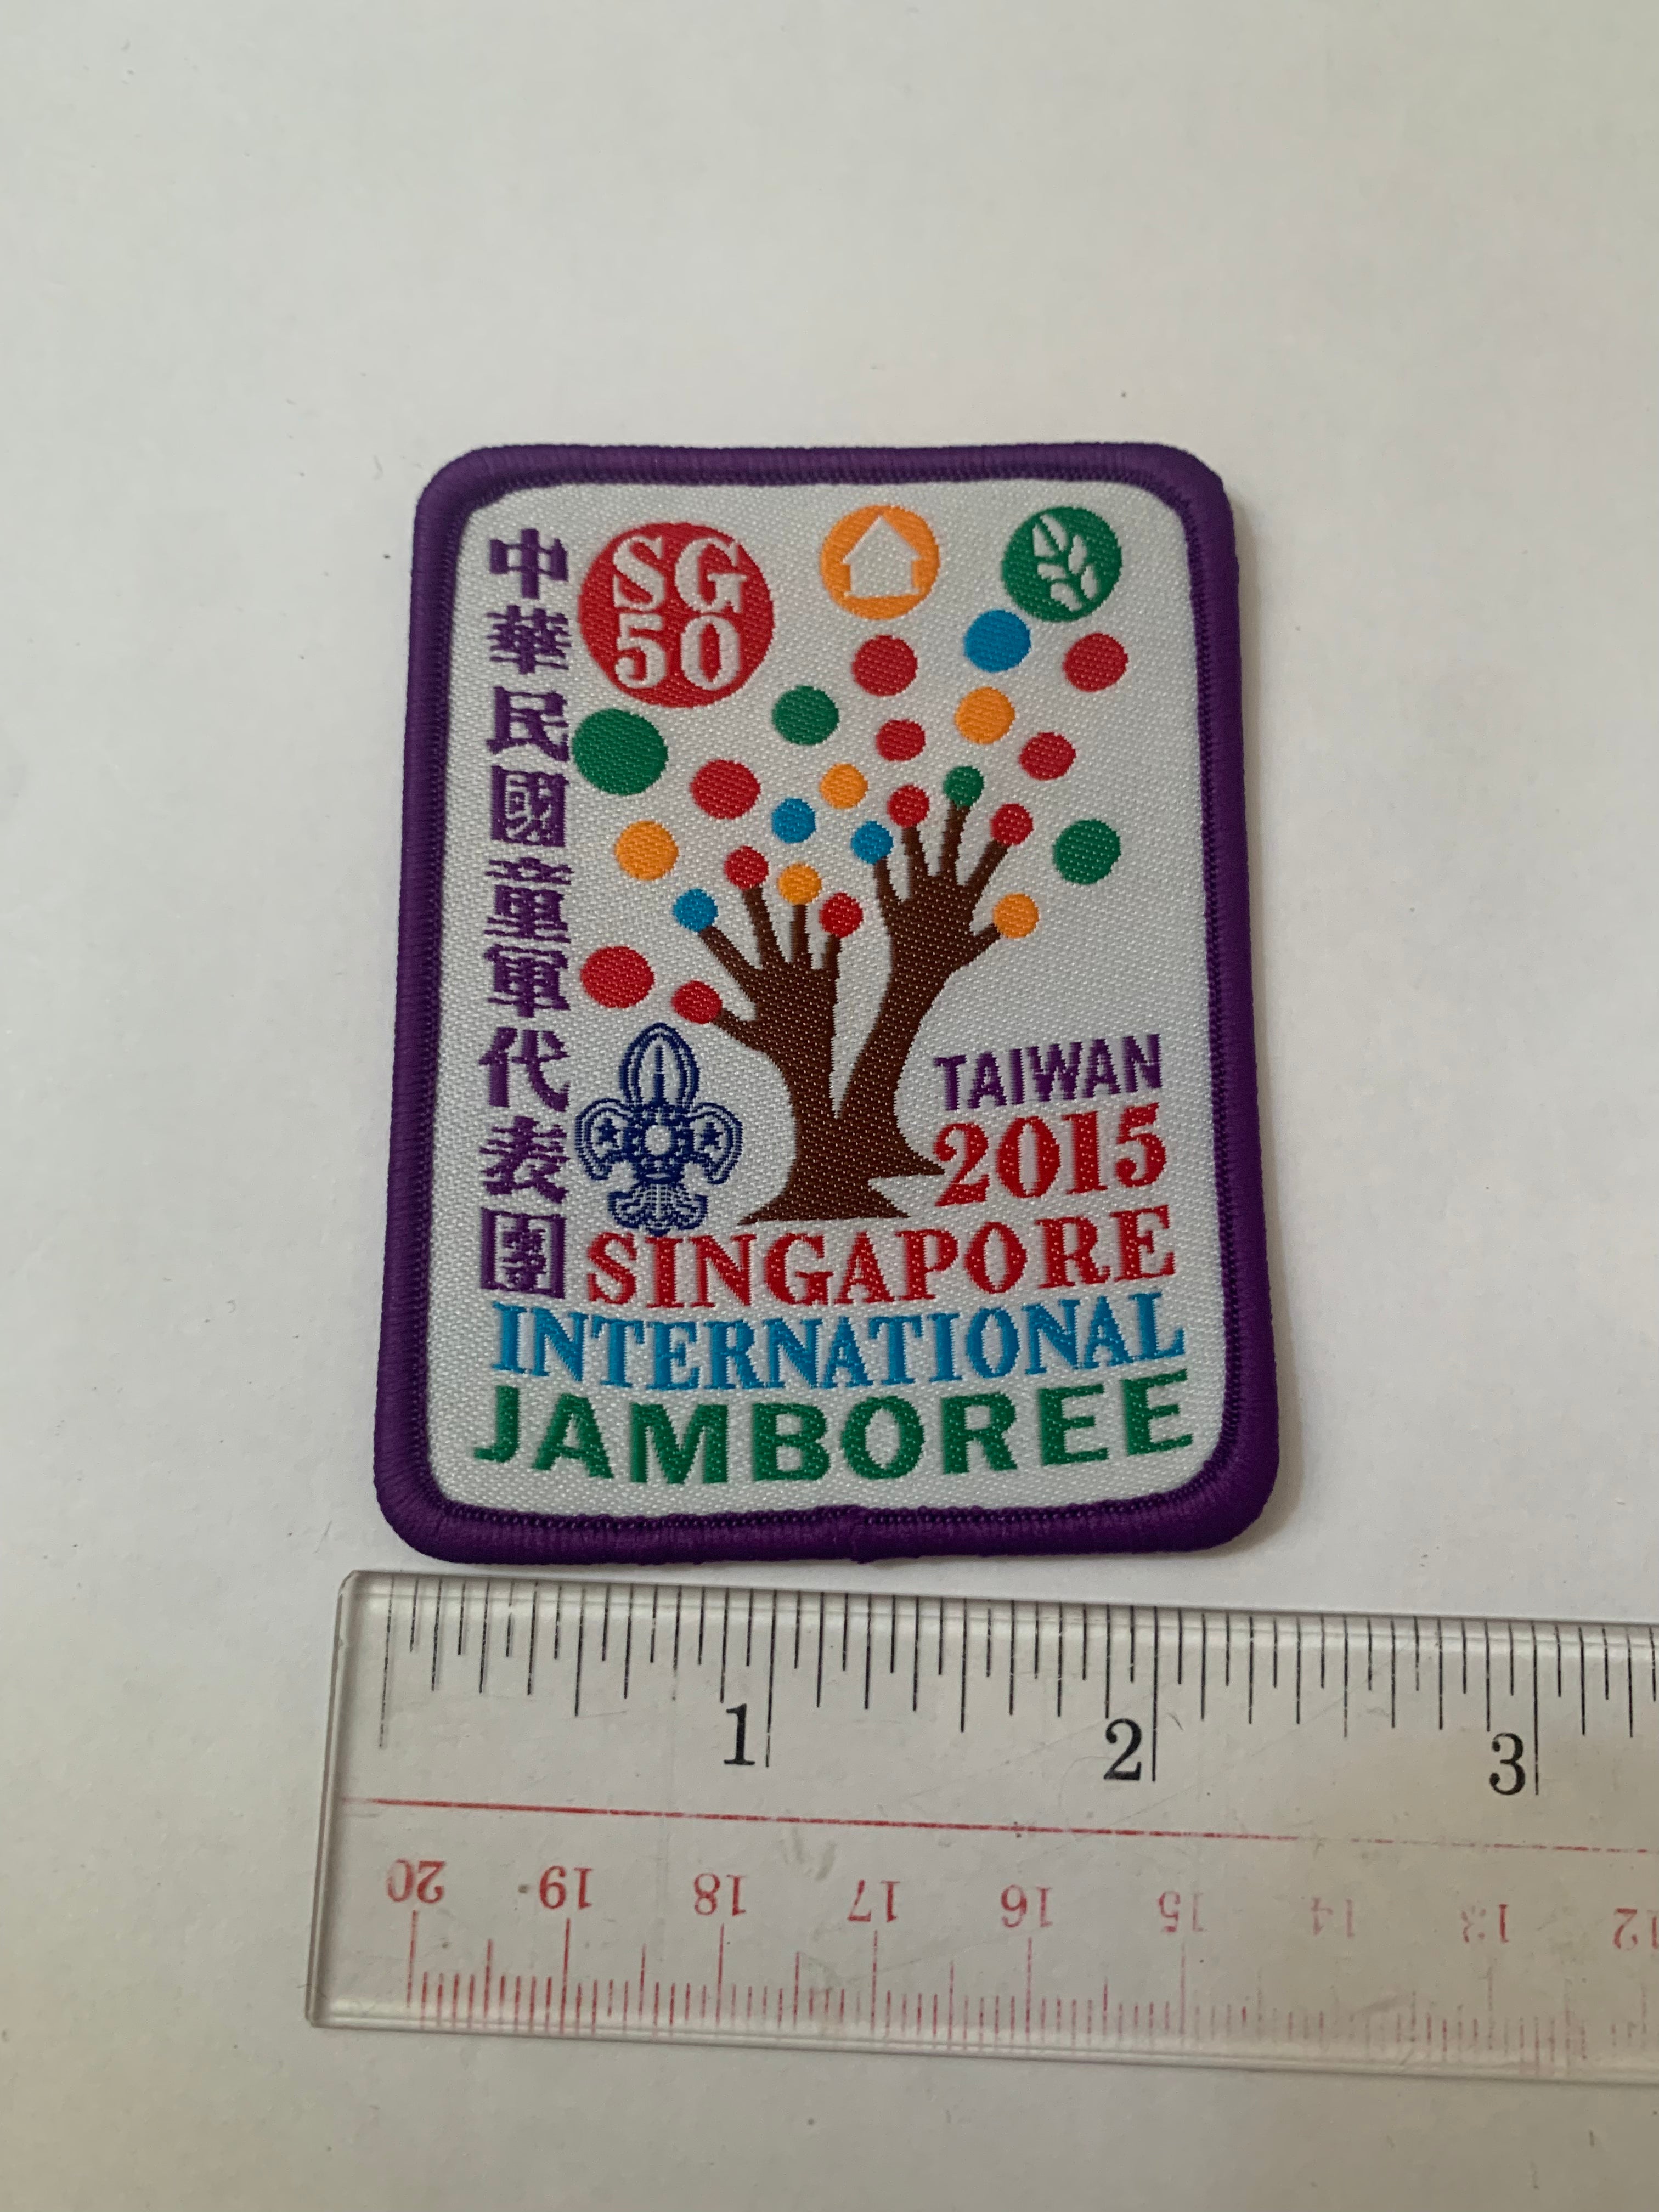 中華民國童軍代表團
SG
50
TAIWAN
2015
SINGAPORE
INTERNATIONAL
JAMBOREE
1 2 3
20 19 18 17 16 15 14 13 12